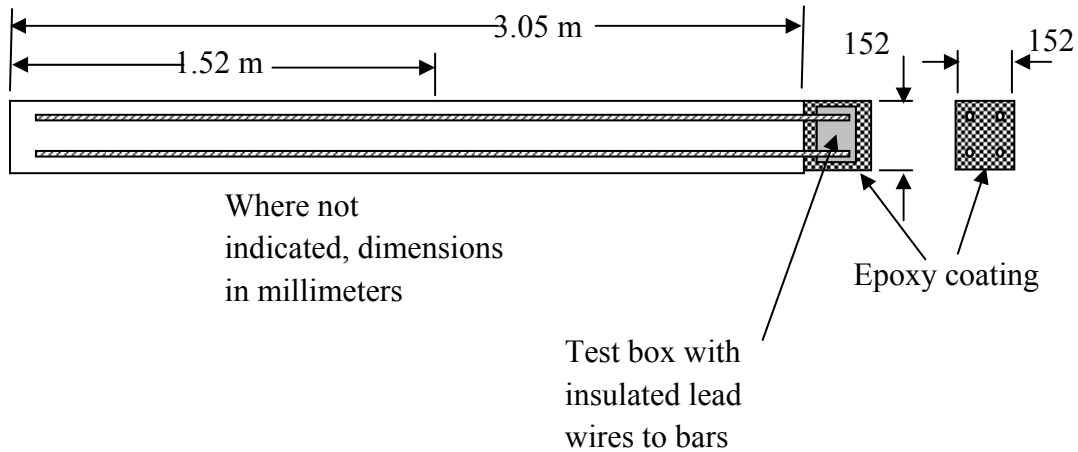 3.05 m
1.52 m
152
152
Where not
indicated, dimensions
in millimeters
Epoxy coating
Test box with
insulated lead
wires to bars